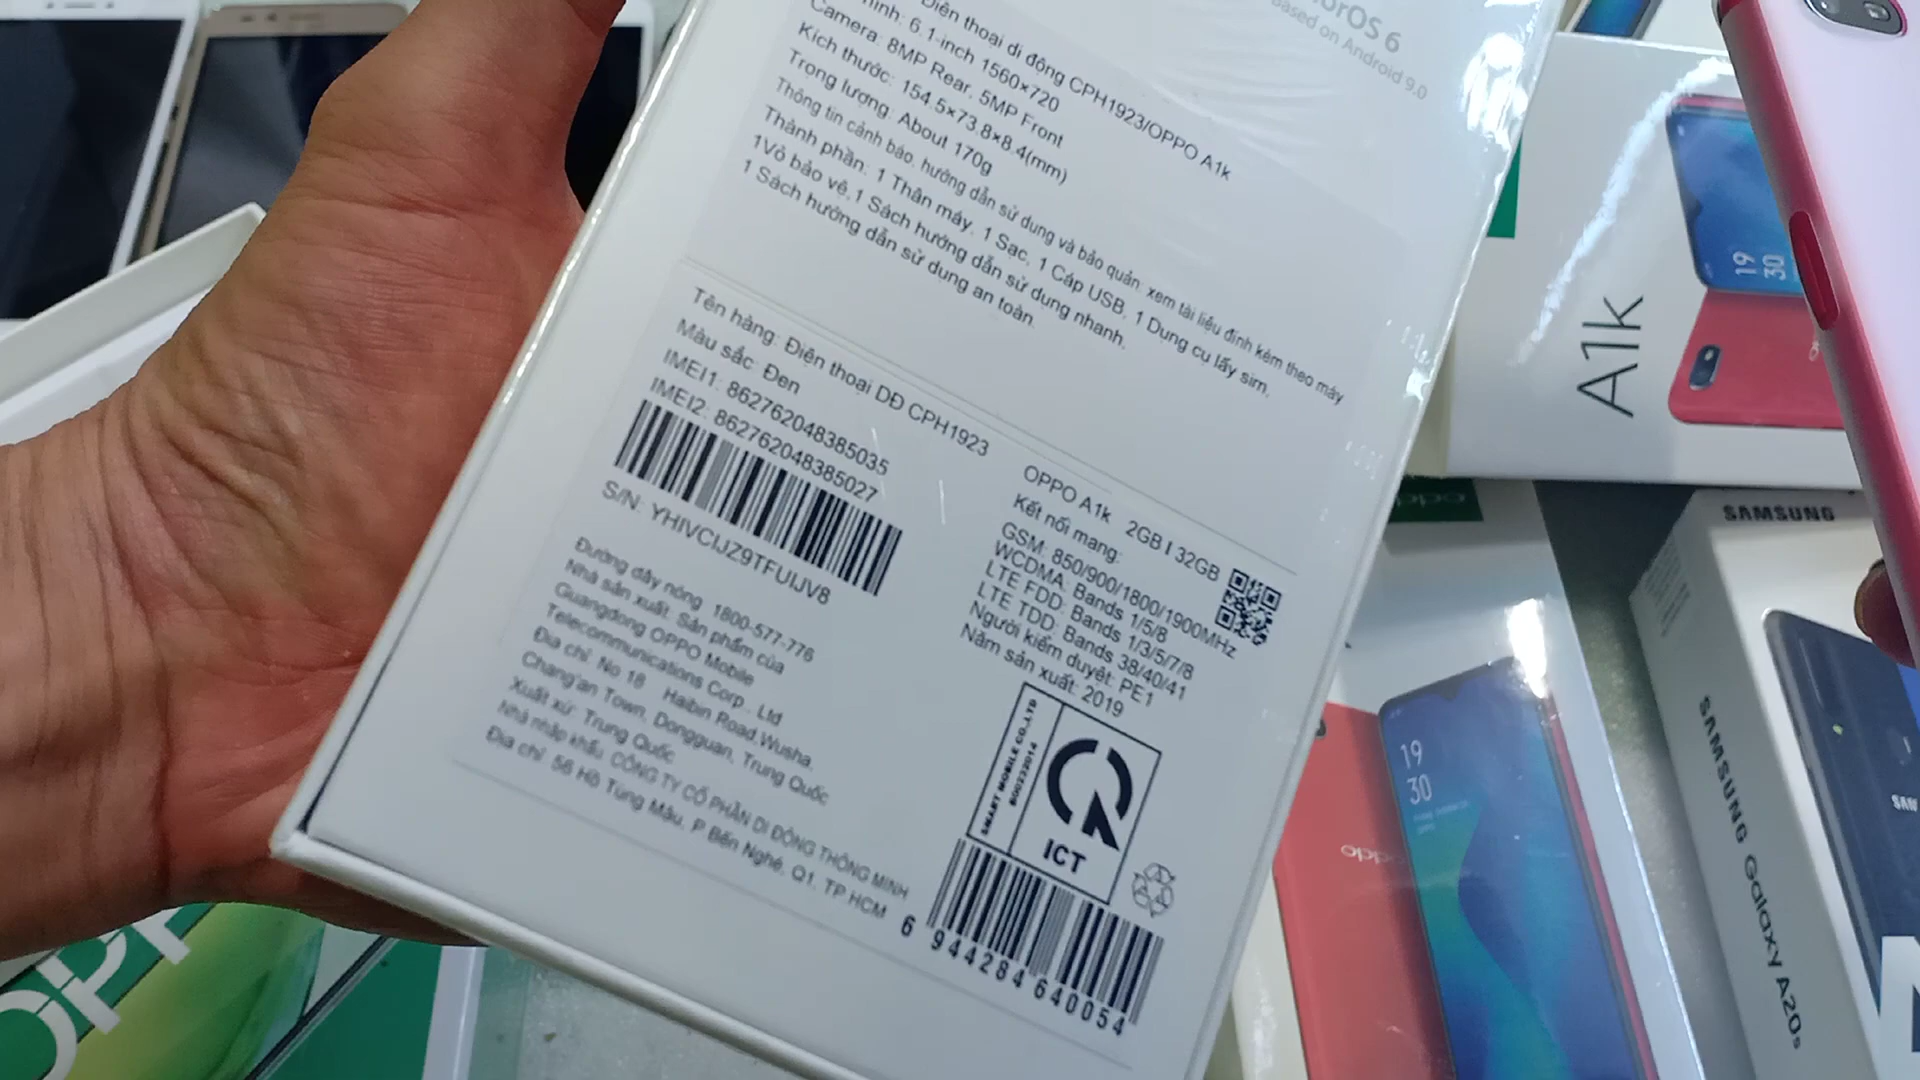 orOS 6
Based on Android 9.0
Điện thoại di động CPH1923/OPPO A1k
hình: 6.1-inch 1560×720
Camera: 8MP Rear, 5MP Front
Kích thước: 154.5×73.8×8.4(mm)
Trọng lượng: About 170g
Thông tin cảnh báo, hướng dẫn sử dụng và bảo quản: xem tài liệu đính kèm theo máy
Thành phần: 1 Thân máy, 1 Sạc, 1 Cáp USB, 1 Dụng cụ lấy sim,
1Vỏ bảo vệ,1 Sách hướng dẫn sử dụng nhanh,
1 Sách hướng dẫn sử dụng an toàn.
Tên hàng: Điện thoại DĐ CPH1923
Màu sắc: Đen
IMEI1: 862762048385035
IMEI2: 862762048385027
S/N: YHIVCIJZ9TFUIJV8
Đường dây nóng: 1800-577-776
Nhà sản xuất: Sản phẩm của
Guangdong OPPO Mobile
Telecommunications Corp., Ltd
Địa chỉ: No 18 Haibin Road,Wusha,
Chang'an Town, Dongguan, Trung Quốc
Xuất xứ: Trung Quốc
Nhà nhập khẩu: CÔNG TY CỔ PHẦN DI ĐỘNG THÔNG MINH
Địa chỉ: 56 Hồ Tùng Mậu, P Bến Nghé, Q1, TP HCM
OPPO A1k 2GB I 32GB
Kết nối mạng:
GSM: 850/900/1800/1900MHz
WCDMA: Bands 1/5/8
LTE FDD: Bands 1/3/5/7/8
LTE TDD: Bands 38/40/41
Người kiểm duyệt: PE1
Năm sản xuất: 2019
SMART MOBILE CO.,LTD
B00232014
ICT
6 944284 640054
A1k
19
30
oppo
19
30
oppo
SAMSUNG
SAMSUNG Galaxy A20s
SAM
OPP